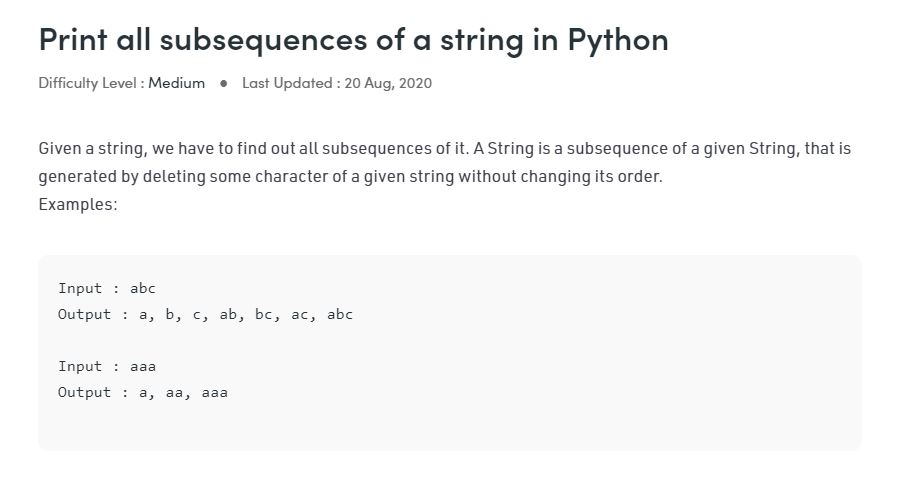 Print all subsequences of a string in Python
Difficulty Level : Medium ● Last Updated : 20 Aug, 2020
Given a string, we have to find out all subsequences of it. A String is a subsequence of a given String, that is
generated by deleting some character of a given string without changing its order.
Examples:
Input : abc
Output : a, b, c, ab, bc, ac, abc
Input : aaa
Output : a, aa, aaa